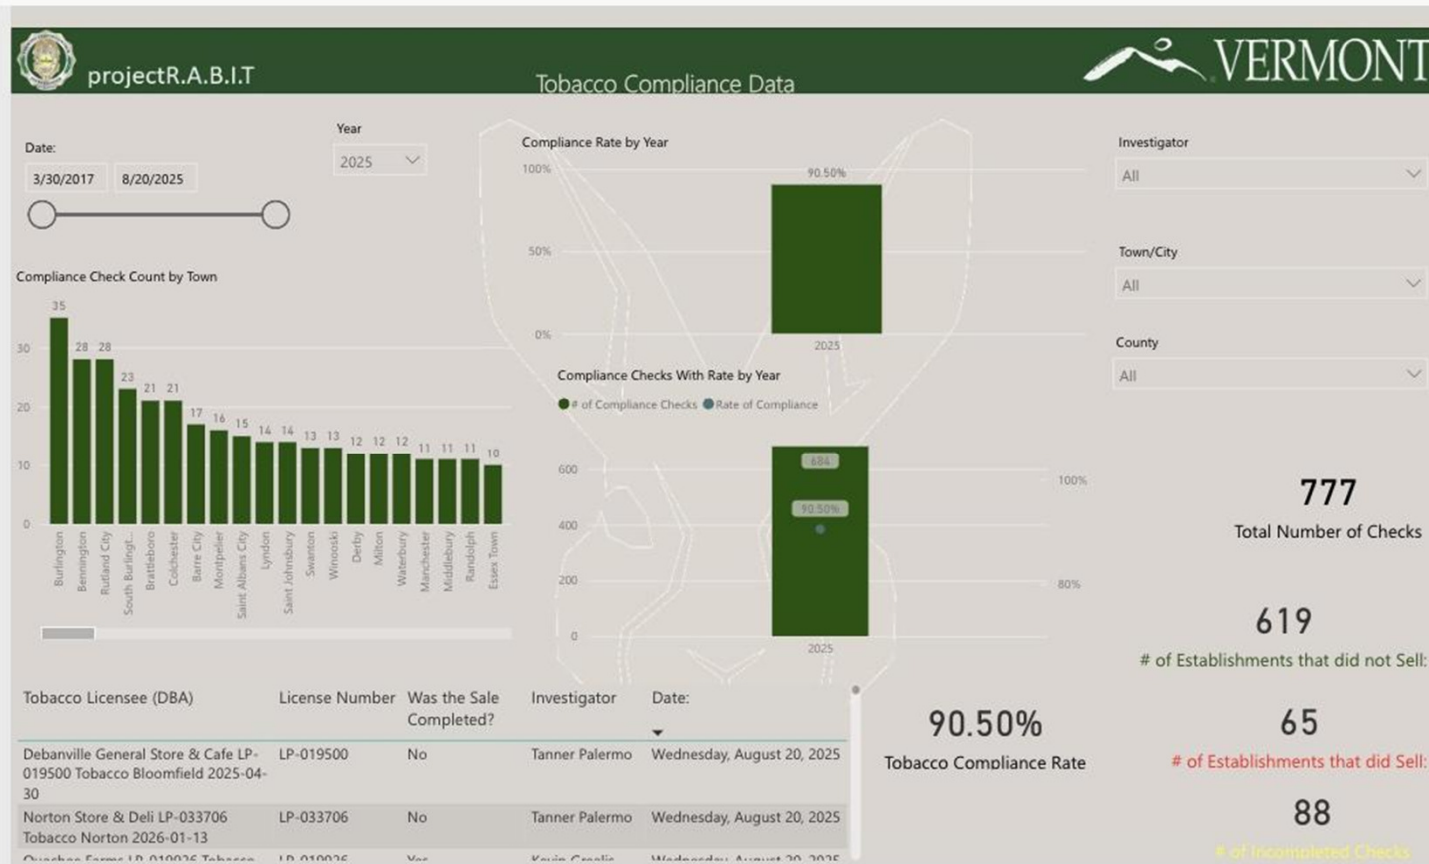 projectR.A.B.I.T
Tobacco Compliance Data
VERMONT
Date:
3/30/2017
8/20/2025
Year
2025
Compliance Check Count by Town
35
28
28
23
21
21
17
16
15
14
14
13
13
12
12
12
11
11
11
10
30
20
10
0
Burlington
Bennington
Rutland City
South Burlingt...
Brattleboro
Colchester
Barre City
Montpelier
Saint Albans City
Lyndon
Saint Johnsbury
Swanton
Winooski
Derby
Milton
Waterbury
Manchester
Middlebury
Randolph
Essex Town
Compliance Rate by Year
100%
50%
0%
90.50%
2025
Compliance Checks With Rate by Year
# of Compliance Checks
Rate of Compliance
600
400
200
0
684
90.50%
100%
80%
2025
Investigator
All
Town/City
All
County
All
777
Total Number of Checks
619
# of Establishments that did not Sell:
65
# of Establishments that did Sell:
88
# of Incompleted Checks
90.50%
Tobacco Compliance Rate
Tobacco Licensee (DBA) License Number Was the Sale Investigator Date:
Completed?
Debanville General Store & Cafe LP- LP-019500 No Tanner Palermo Wednesday, August 20, 2025
019500 Tobacco Bloomfield 2025-04-
30
Norton Store & Deli LP-033706 LP-033706 No Tanner Palermo Wednesday, August 20, 2025
Tobacco Norton 2026-01-13